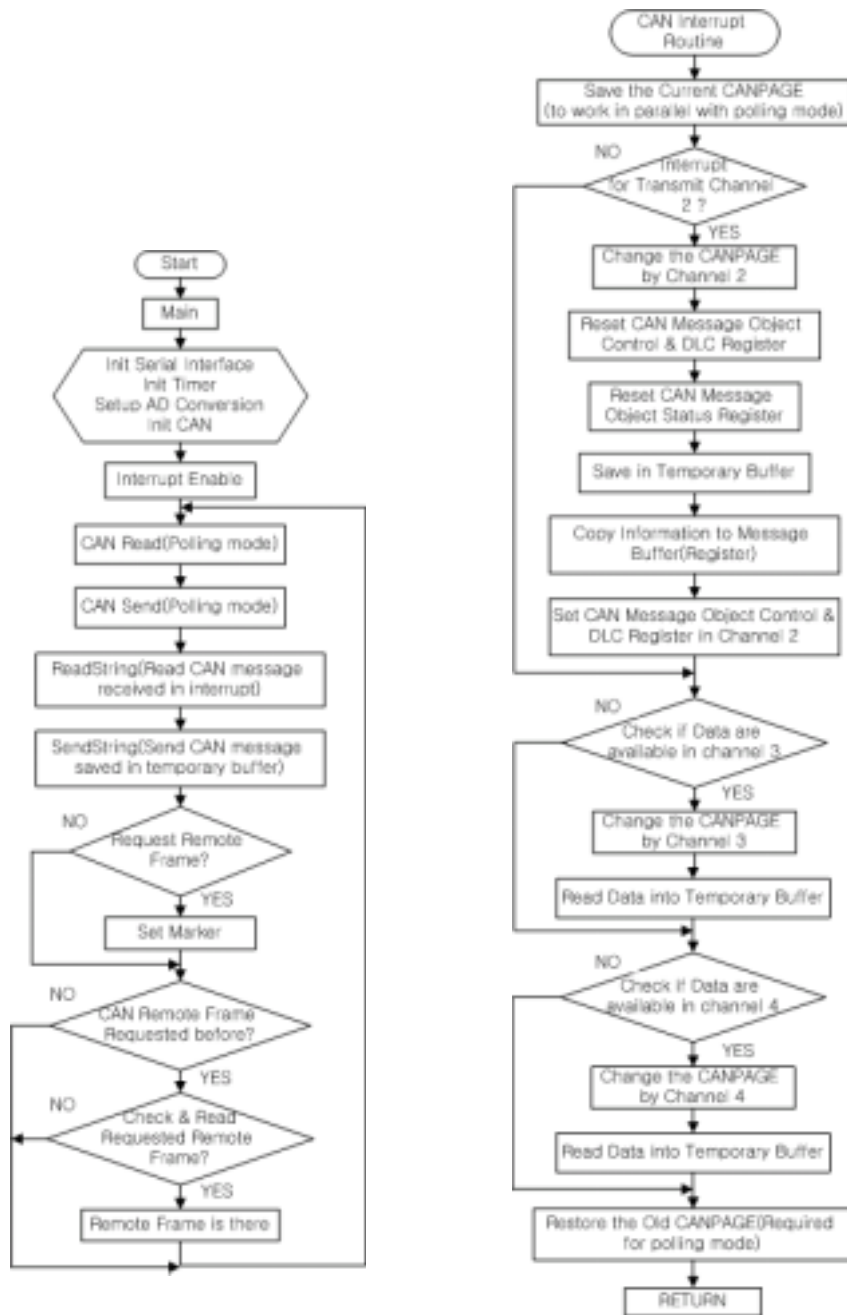 Start
Main
Init Serial Interface
Init Timer
Setup AD Conversion
Init CAN
Interrupt Enable
CAN Read(Polling mode)
CAN Send(Polling mode)
ReadString(Read CAN message
received in interrupt)
SendString(Send CAN message
saved in temporary buffer)
NO
Request Remote
Frame?
YES
Set Marker
NO
CAN Remote Frame
Requested before?
YES
NO
Check & Read
Requested Remote
Frame?
YES
Remote Frame is there
CAN Interrupt
Routine
Save the Current CANPAGE
(to work in parallel with polling mode)
NO
Interrupt
for Transmit Channel
2 ?
YES
Change the CANPAGE
by Channel 2
Reset CAN Message Object
Control & DLC Register
Reset CAN Message
Object Status Register
Save in Temporary Buffer
Copy Information to Message
Buffer(Register)
Set CAN Message Object Control &
DLC Register in Channel 2
NO
Check if Data are
available in channel 3
YES
Change the CANPAGE
by Channel 3
Read Data into Temporary Buffer
NO
Check if Data are
available in channel 4
YES
Change the CANPAGE
by Channel 4
Read Data into Temporary Buffer
Restore the Old CANPAGE(Required
for polling mode)
RETURN